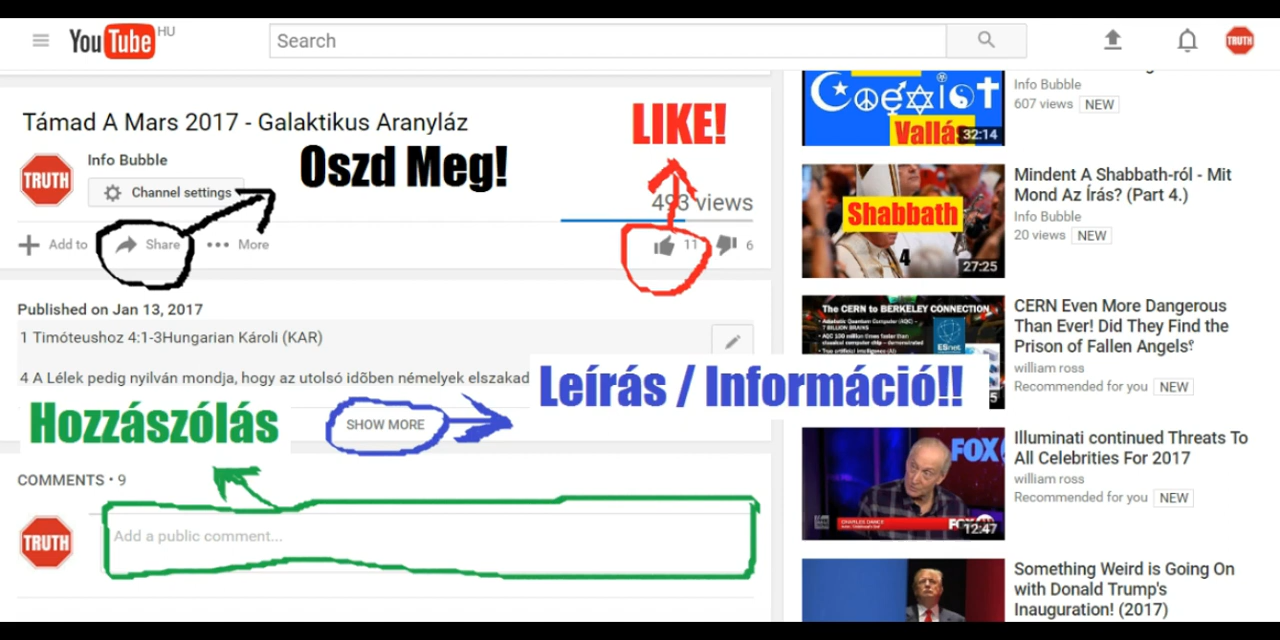 YouTube HU
Search
TRUTH
Támad A Mars 2017 - Galaktikus Aranyláz
LIKE!
TRUTH
Info Bubble
Channel settings
Oszd Meg!
493 views
Add to
Share
More
11
6
Published on Jan 13, 2017
1 Timóteushoz 4:1-3Hungarian Károli (KAR)
4 A Lélek pedig nyilván mondja, hogy az utolsó idõben némelyek elszakad
Leírás / Információ!!
Hozzászólás
SHOW MORE
COMMENTS • 9
TRUTH
Add a public comment...
Coexist
Vallás
32:14
Info Bubble
607 views NEW
Shabbath
4
27:25
Mindent A Shabbath-ról - Mit
Mond Az Írás? (Part 4.)
Info Bubble
20 views NEW
The CERN to BERKELEY CONNECTION
ESnet
CERN Even More Dangerous
Than Ever! Did They Find the
Prison of Fallen Angels‽
william ross
Recommended for you NEW
FOX
CHARLES DANCE
12:47
Illuminati continued Threats To
All Celebrities For 2017
william ross
Recommended for you NEW
Something Weird is Going On
with Donald Trump's
Inauguration! (2017)